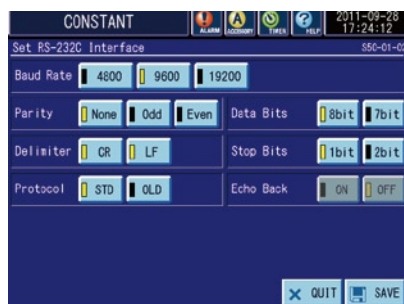 CONSTANT ALARM ACCESSORY TIMER HELP 2011-09-28
17:24:12
Set RS-232C Interface S50-01-02
Baud Rate 4800 9600 19200
Parity None Odd Even Data Bits 8bit 7bit
Delimiter CR LF Stop Bits 1bit 2bit
Protocol STD OLD Echo Back ON OFF
QUIT SAVE